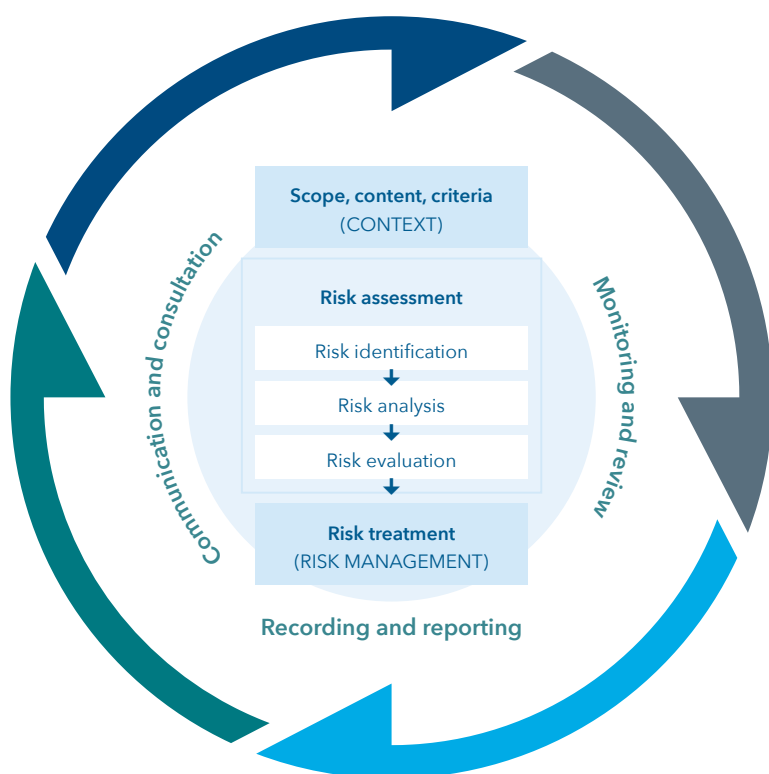 Scope, content, criteria
(CONTEXT)
Communication and consultation
Monitoring and review
Risk assessment
Risk identification
Risk analysis
Risk evaluation
Risk treatment
(RISK MANAGEMENT)
Recording and reporting